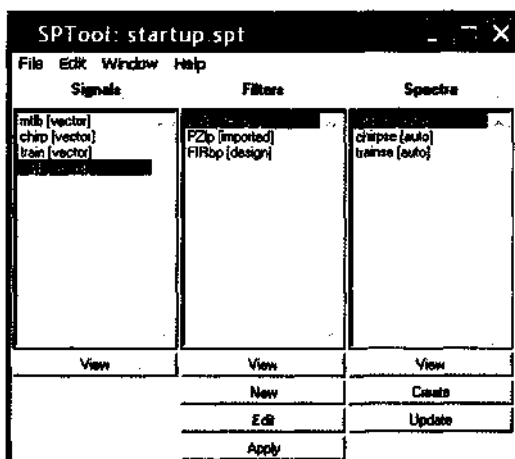 SPTool: startup.spt
File Edit Window Help
Signals Filters Spectra
mtlb [vector]
chirp [vector]
train [vector]
PZlp [imported]
FIRbp [design]
chirpse [auto]
trainse [auto]
View View View
New Create
Edit Update
Apply